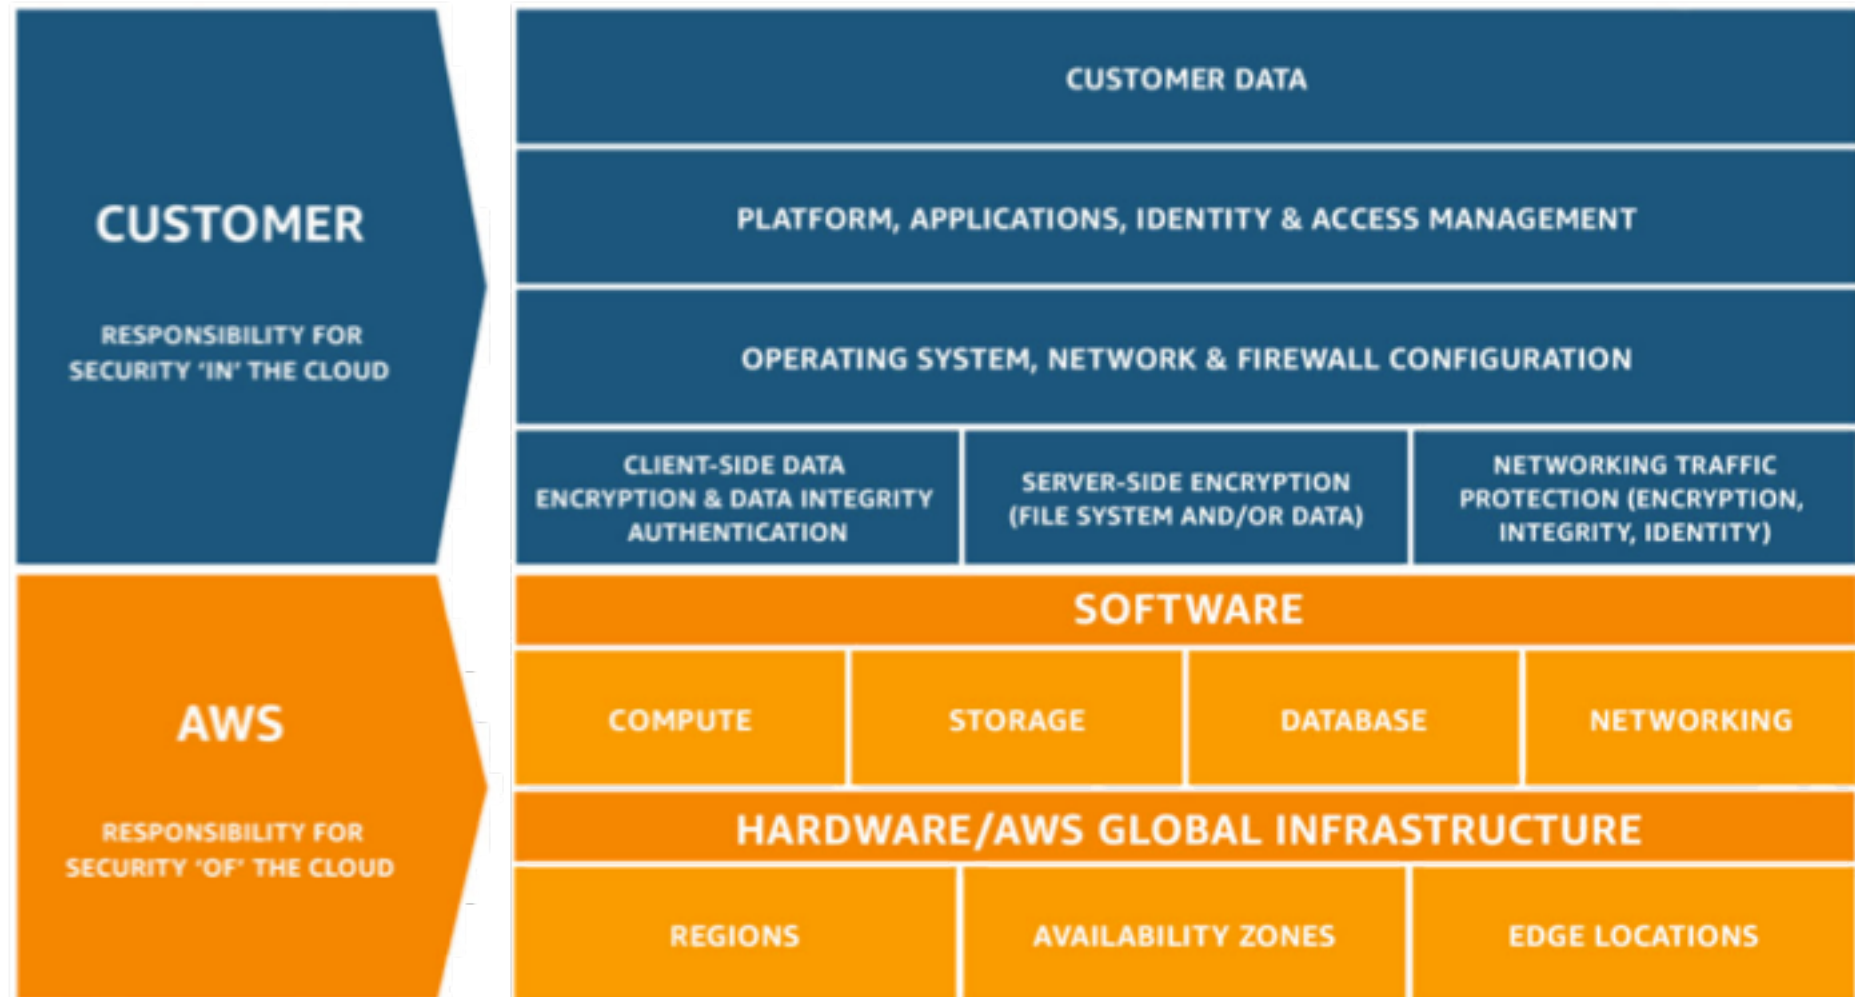 CUSTOMER
RESPONSIBILITY FOR
SECURITY ‘IN’ THE CLOUD
CUSTOMER DATA
PLATFORM, APPLICATIONS, IDENTITY & ACCESS MANAGEMENT
OPERATING SYSTEM, NETWORK & FIREWALL CONFIGURATION
CLIENT-SIDE DATA
ENCRYPTION & DATA INTEGRITY
AUTHENTICATION
SERVER-SIDE ENCRYPTION
(FILE SYSTEM AND/OR DATA)
NETWORKING TRAFFIC
PROTECTION (ENCRYPTION,
INTEGRITY, IDENTITY)
AWS
RESPONSIBILITY FOR
SECURITY ‘OF’ THE CLOUD
SOFTWARE
COMPUTE
STORAGE
DATABASE
NETWORKING
HARDWARE/AWS GLOBAL INFRASTRUCTURE
REGIONS
AVAILABILITY ZONES
EDGE LOCATIONS